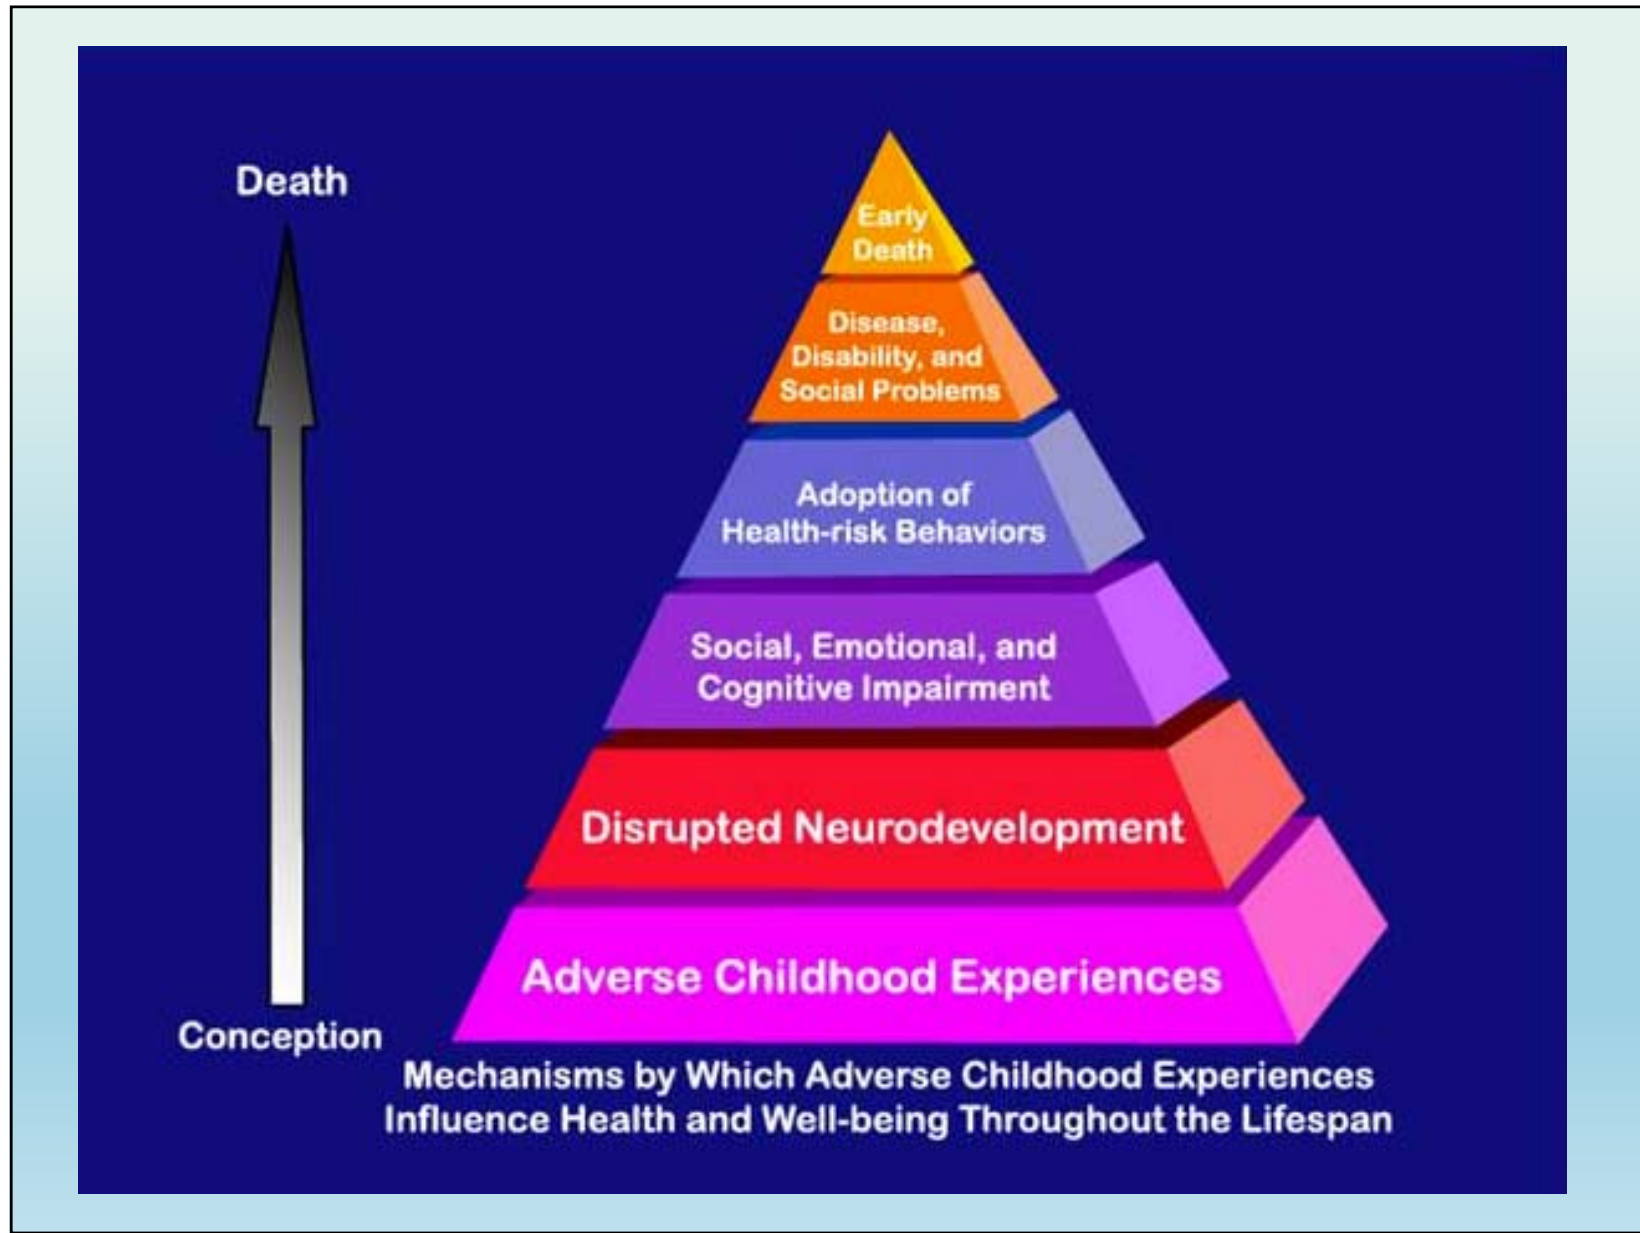 Death
Early
Death
Disease,
Disability, and
Social Problems
Adoption of
Health-risk Behaviors
Social, Emotional, and
Cognitive Impairment
Disrupted Neurodevelopment
Adverse Childhood Experiences
Conception
Mechanisms by Which Adverse Childhood Experiences
Influence Health and Well-being Throughout the Lifespan